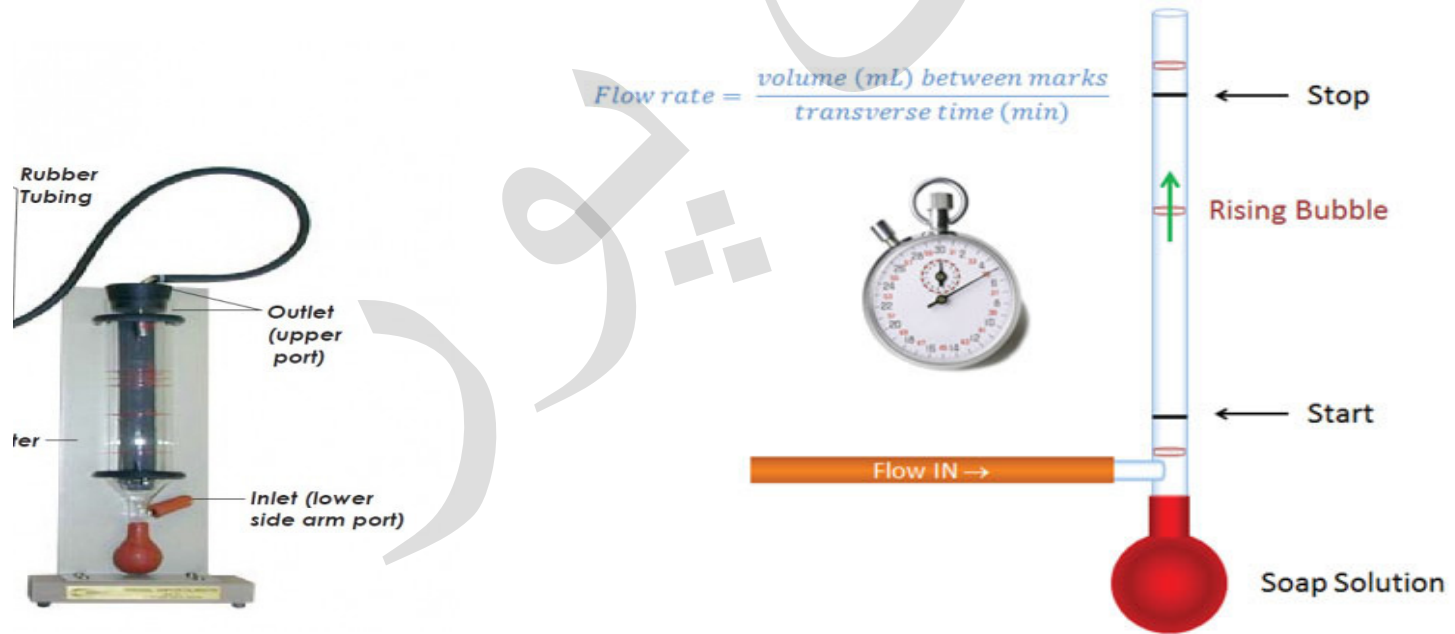 Flow rate = volume (mL) between marks / transverse time (min)
Stop
Rubber
Tubing
Rising Bubble
Outlet
(upper
port)
Start
ter
Flow IN →
Inlet (lower
side arm port)
Soap Solution